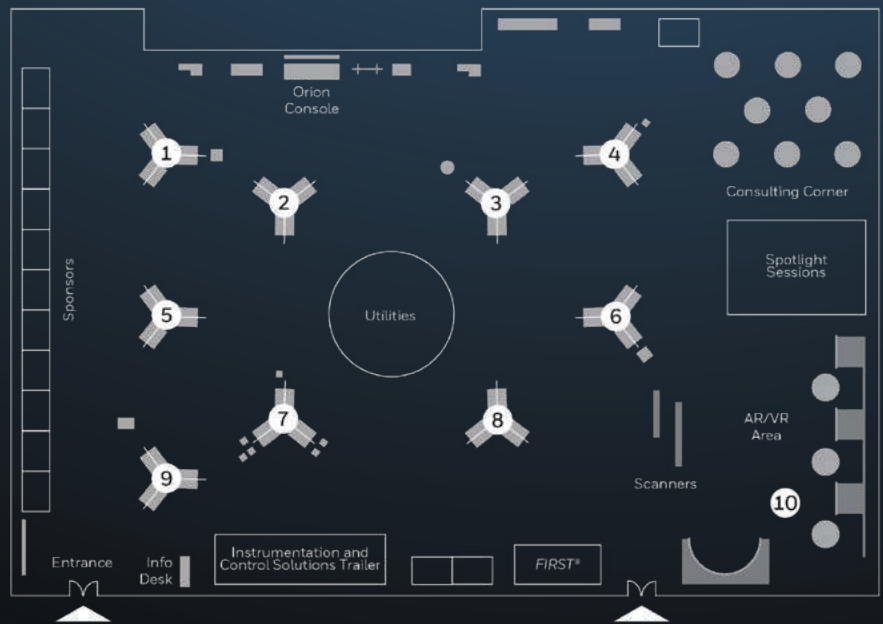 Orion
Console
1
4
2
3
Consulting Corner
Spotlight
Sessions
Sponsors
5
Utilities
6
7
8
AR/VR
Area
9
Scanners
10
Entrance
Info
Desk
Instrumentation and
Control Solutions Trailer
FIRST®